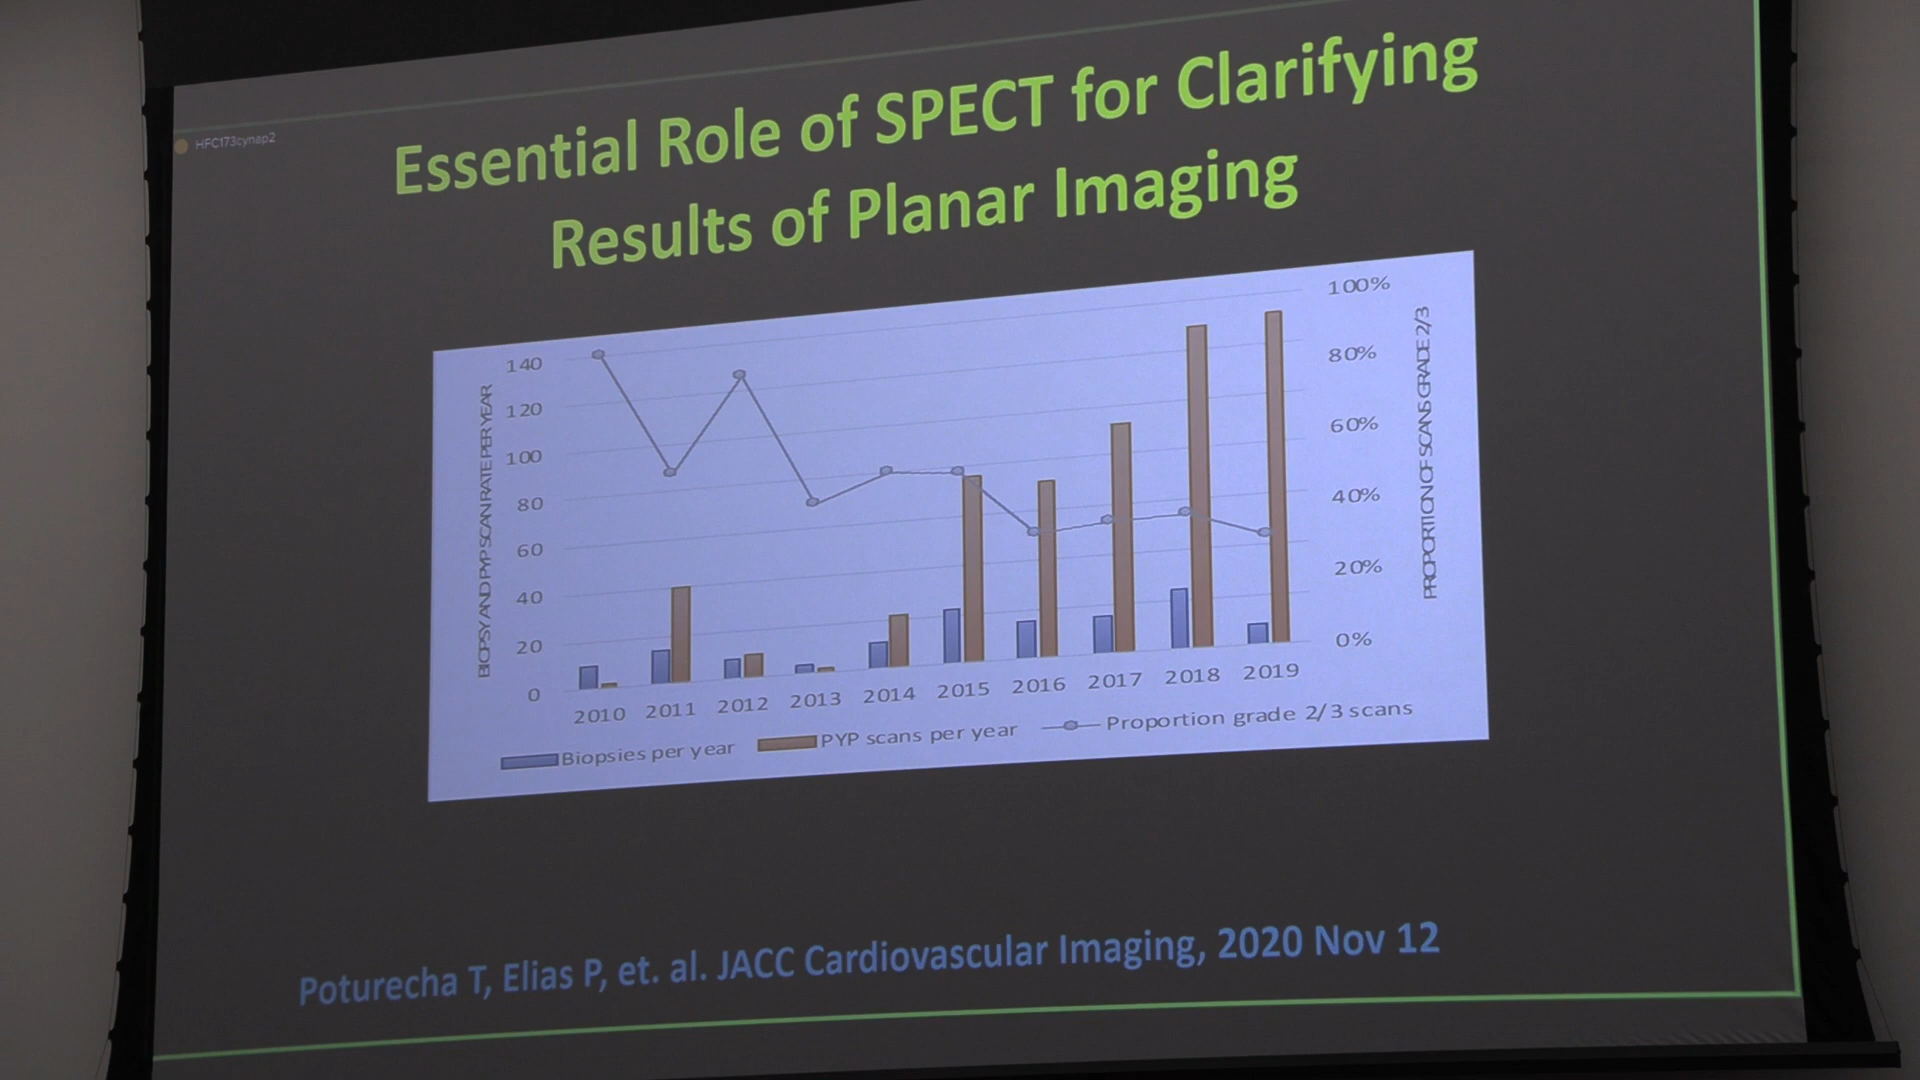 HFC173cynap2
Essential Role of SPECT for Clarifying
Results of Planar Imaging
BIOPSY AND PYP SCAN RATE PER YEAR
140
120
100
80
60
40
20
0
100%
80%
60%
40%
20%
0%
PROPORTION OF SCANS GRADE 2/3
2010 2011 2012 2013 2014 2015 2016 2017 2018 2019
Biopsies per year PYP scans per year Proportion grade 2/3 scans
Poturecha T, Elias P, et. al. JACC Cardiovascular Imaging, 2020 Nov 12